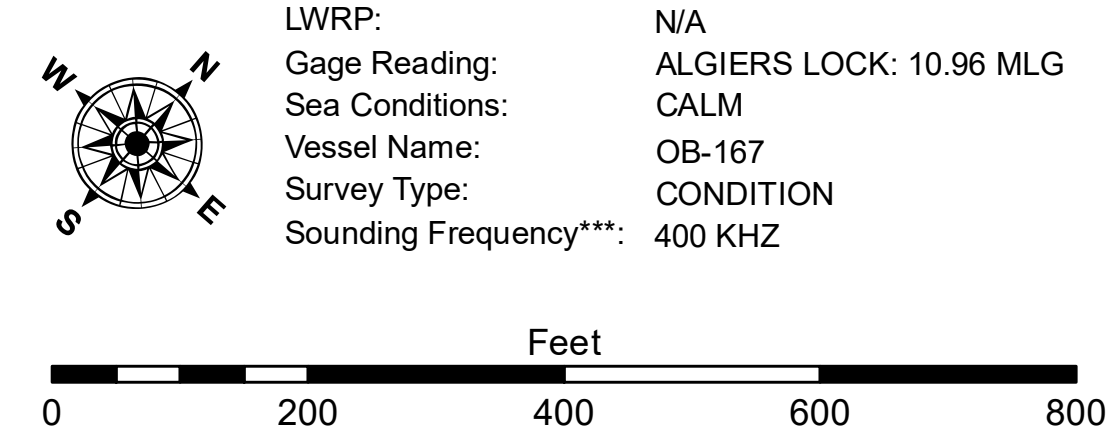 W N
S E
LWRP: N/A
Gage Reading: ALGIERS LOCK: 10.96 MLG
Sea Conditions: CALM
Vessel Name: OB-167
Survey Type: CONDITION
Sounding Frequency***: 400 KHZ
Feet
0 200 400 600 800